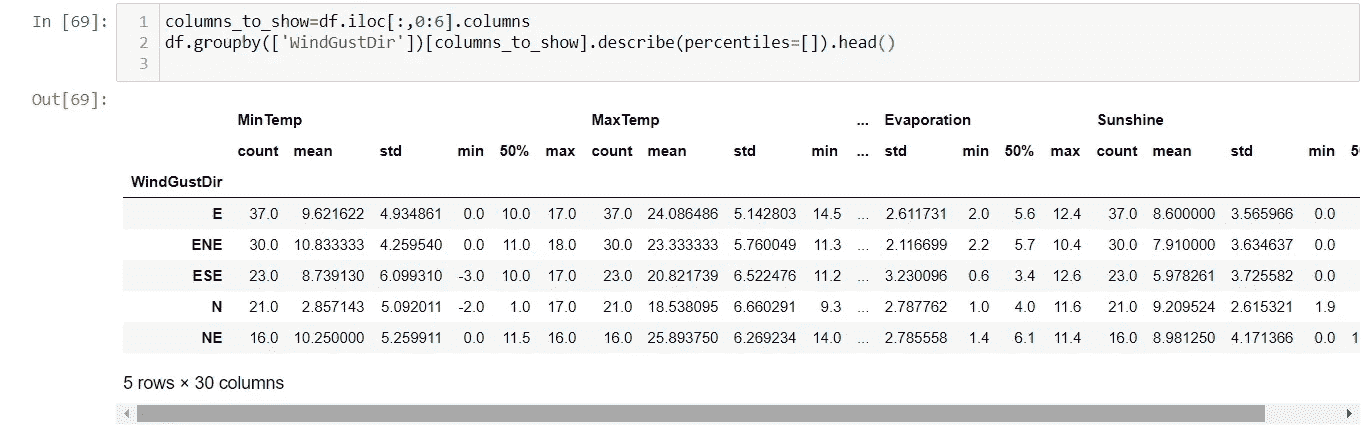 In [69]:
1 columns_to_show=df.iloc[:,0:6].columns
2 df.groupby(['WindGustDir'])[columns_to_show].describe(percentiles=[]).head()
3
Out[69]:
MinTemp MaxTemp ... Evaporation Sunshine
count mean std min 50% max count mean std min ... std min 50% max count mean std min 5
WindGustDir
E 37.0 9.621622 4.934861 0.0 10.0 17.0 37.0 24.086486 5.142803 14.5 ... 2.611731 2.0 5.6 12.4 37.0 8.600000 3.565966 0.0
ENE 30.0 10.833333 4.259540 0.0 11.0 18.0 30.0 23.333333 5.760049 11.3 ... 2.116699 2.2 5.7 10.4 30.0 7.910000 3.634637 0.0
ESE 23.0 8.739130 6.099310 -3.0 10.0 17.0 23.0 20.821739 6.522476 11.2 ... 3.230096 0.6 3.4 12.6 23.0 5.978261 3.725582 0.0
N 21.0 2.857143 5.092011 -2.0 1.0 17.0 21.0 18.538095 6.660291 9.3 ... 2.787762 1.0 4.0 11.6 21.0 9.209524 2.615321 1.9
NE 16.0 10.250000 5.259911 0.0 11.5 16.0 16.0 25.893750 6.269234 14.0 ... 2.785558 1.4 6.1 11.4 16.0 8.981250 4.171366 0.0 1
5 rows × 30 columns